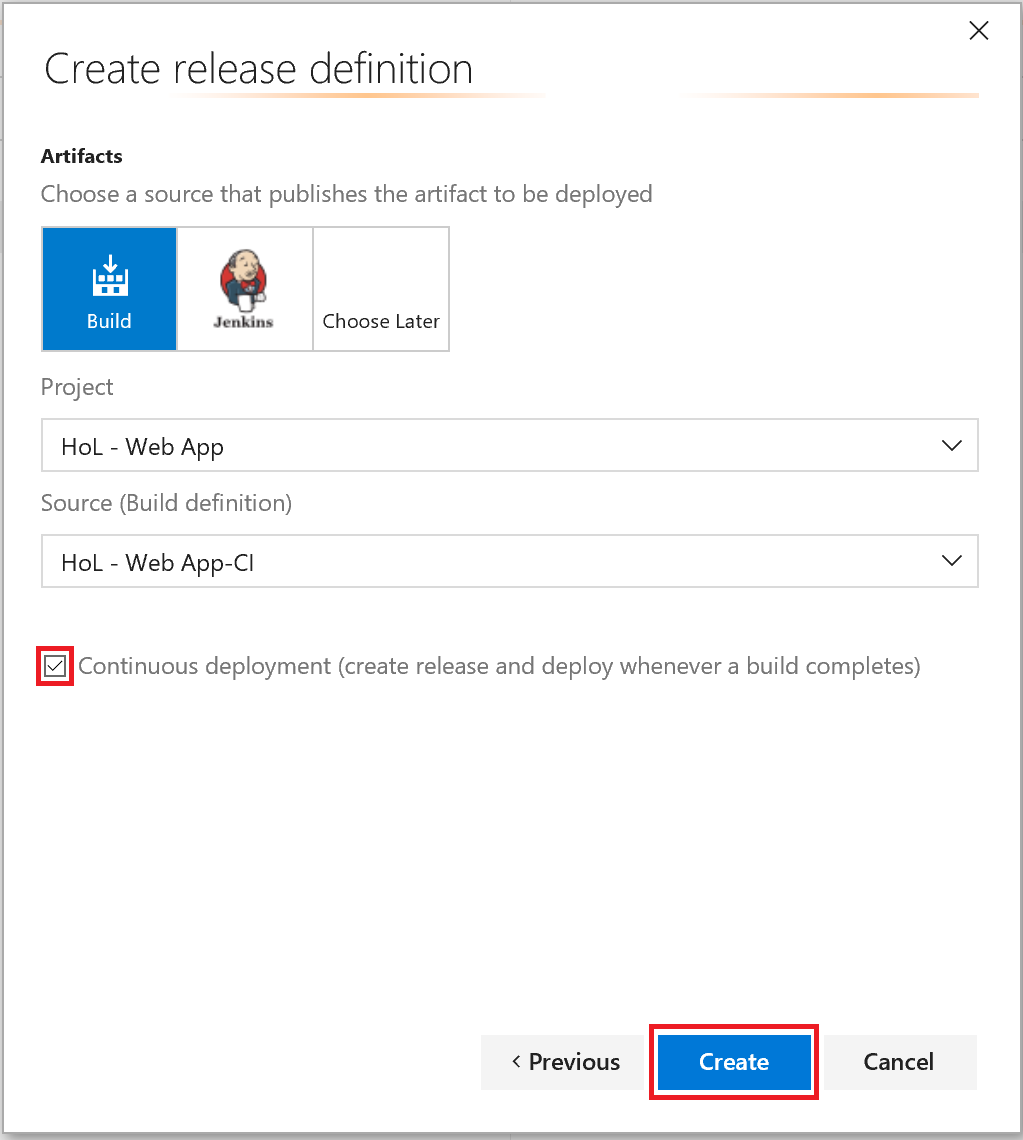 Create release definition
Artifacts
Choose a source that publishes the artifact to be deployed
Build
Jenkins
Choose Later
Project
HoL - Web App
Source (Build definition)
HoL - Web App-CI
Continuous deployment (create release and deploy whenever a build completes)
Previous
Create
Cancel